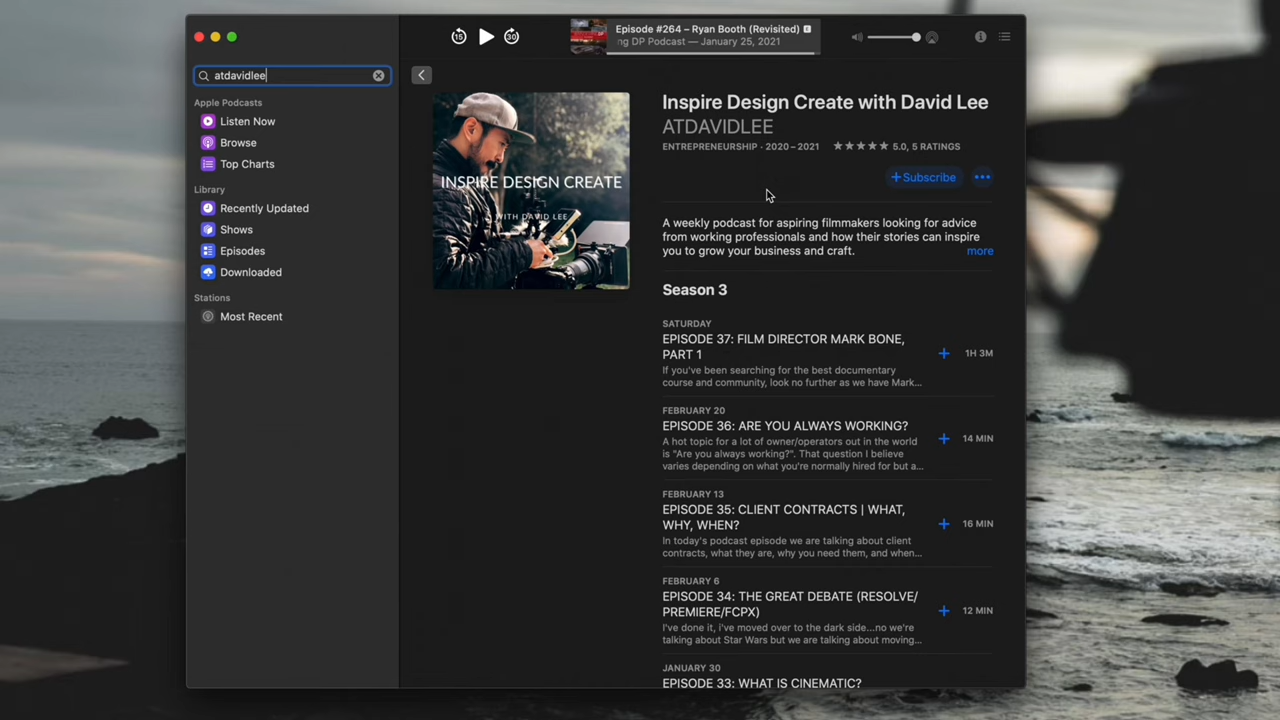 15
30
Episode #264 – Ryan Booth (Revisited) E
ng DP Podcast — January 25, 2021
atdavidlee
Apple Podcasts
Listen Now
Browse
Top Charts
Library
Recently Updated
Shows
Episodes
Downloaded
Stations
Most Recent
INSPIRE DESIGN CREATE
WITH DAVID LEE
Inspire Design Create with David Lee
ATDAVIDLEE
ENTREPRENEURSHIP · 2020–2021 ★★★★★ 5.0, 5 RATINGS
+Subscribe
A weekly podcast for aspiring filmmakers looking for advice
from working professionals and how their stories can inspire
you to grow your business and craft. more
Season 3
SATURDAY
EPISODE 37: FILM DIRECTOR MARK BONE,
PART 1
1H 3M
If you've been searching for the best documentary
course and community, look no further as we have Mark...
FEBRUARY 20
EPISODE 36: ARE YOU ALWAYS WORKING?
14 MIN
A hot topic for a lot of owner/operators out in the world
is "Are you always working?". That question I believe
varies depending on what you're normally hired for but a...
FEBRUARY 13
EPISODE 35: CLIENT CONTRACTS | WHAT,
WHY, WHEN?
16 MIN
In today's podcast episode we are talking about client
contracts, what they are, why you need them, and when...
FEBRUARY 6
EPISODE 34: THE GREAT DEBATE (RESOLVE/
PREMIERE/FCPX)
12 MIN
I've done it, i've moved over to the dark side...no we're
talking about Star Wars but we are talking about moving...
JANUARY 30
EPISODE 33: WHAT IS CINEMATIC?